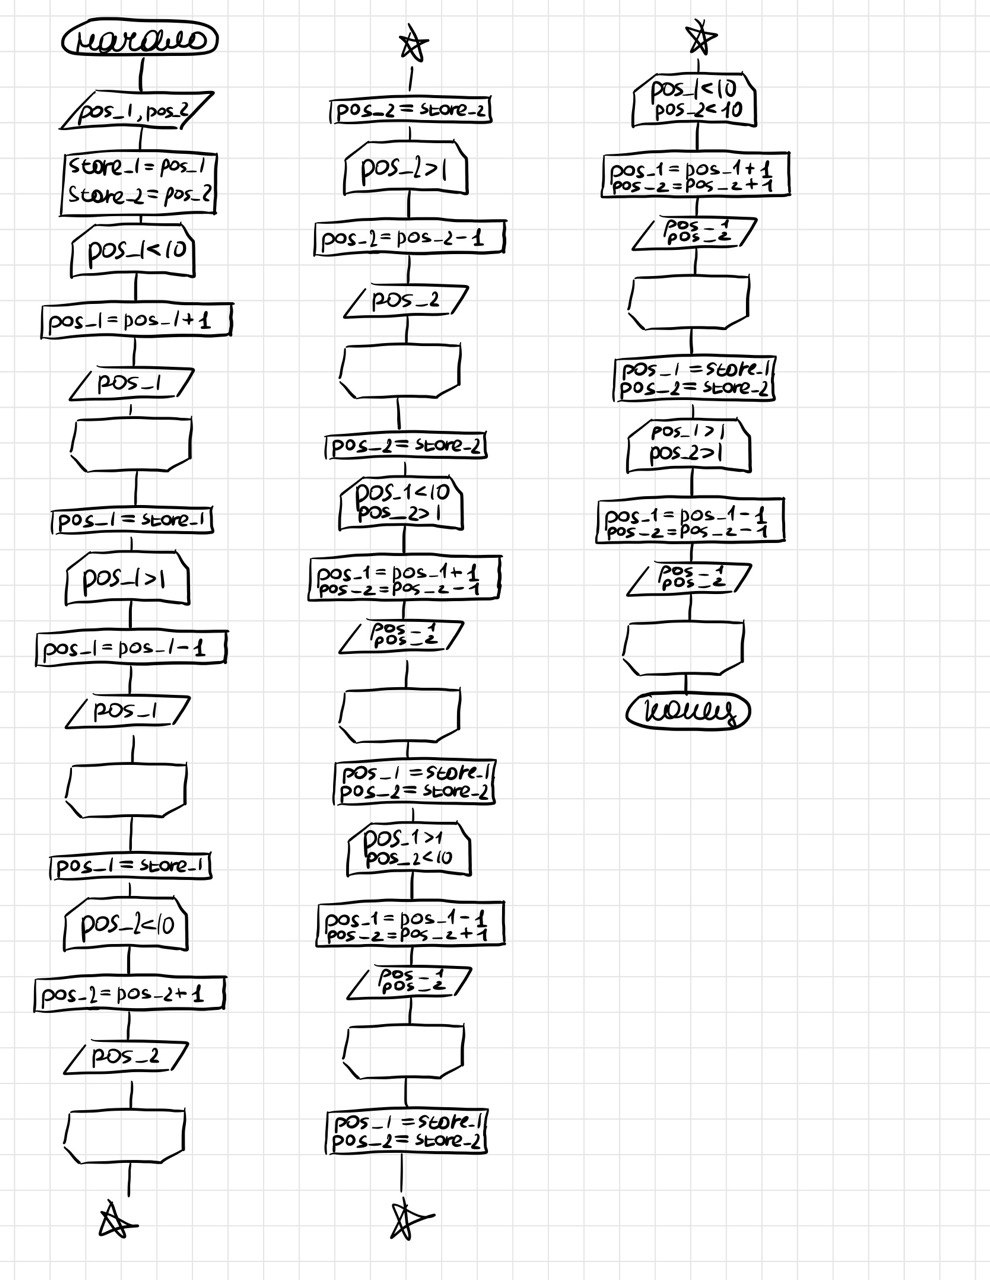 начало
pos_1, pos_2
store_1 = pos_1
store_2 = pos_2
pos_1<10
pos_1 = pos_1+1
pos_1
pos_1 = store_1
pos_1>1
pos_1 = pos_1-1
pos_1
pos_1 = store_1
pos_2<10
pos_2 = pos_2+1
pos_2
pos_2 = store_2
pos_2>1
pos_2 = pos_2-1
pos_2
pos_2 = store_2
pos_1<10
pos_2>1
pos_1 = pos_1+1
pos_2 = pos_2-1
pos_1
pos_2
pos_1 = store_1
pos_2 = store_2
pos_1>1
pos_2<10
pos_1 = pos_1-1
pos_2 = pos_2+1
pos_1
pos_2
pos_1 = store_1
pos_2 = store_2
pos_1<10
pos_2<10
pos_1 = pos_1+1
pos_2 = pos_2+1
pos_1
pos_2
pos_1 = store_1
pos_2 = store_2
pos_1>1
pos_2>1
pos_1 = pos_1-1
pos_2 = pos_2-1
pos_1
pos_2
конец